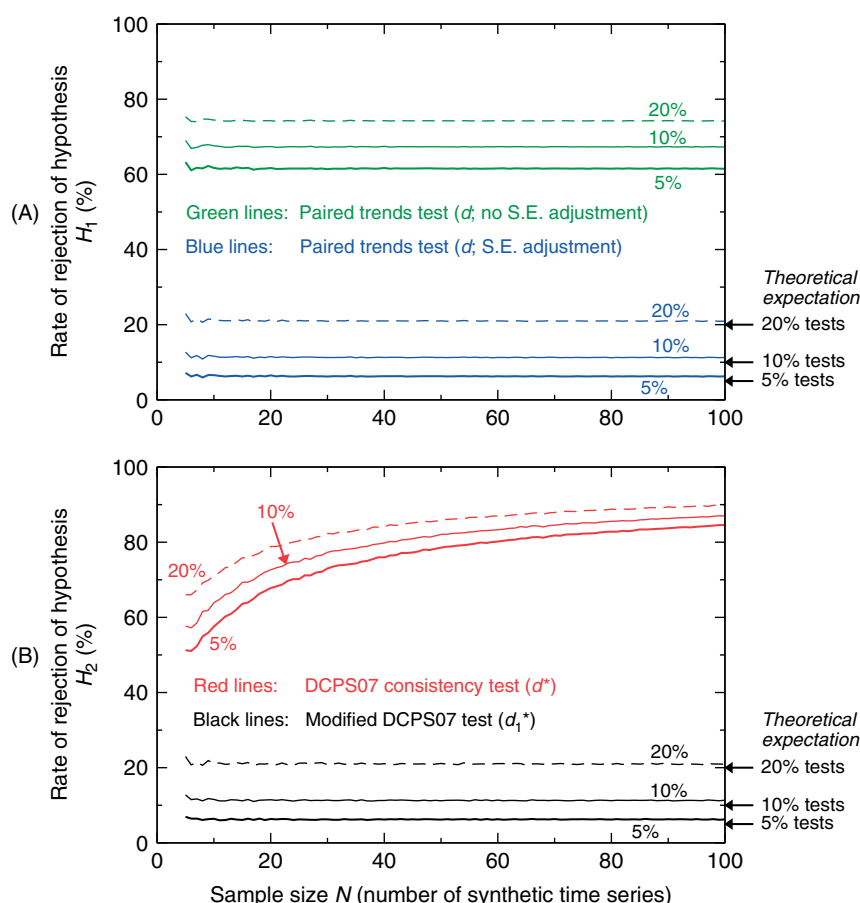 100
80
60
40
20
0
Rate of rejection of hypothesis
H₁ (%)
(A)
20%
10%
5%
Green lines: Paired trends test (d; no S.E. adjustment)
Blue lines: Paired trends test (d; S.E. adjustment)
20%
10%
5%
Theoretical
expectation
20% tests
10% tests
5% tests
0 20 40 60 80 100
100
80
60
40
20
0
Rate of rejection of hypothesis
H₂ (%)
(B)
10%
20%
5%
Red lines: DCPS07 consistency test (d*)
Black lines: Modified DCPS07 test (d₁*)
20%
10%
5%
Theoretical
expectation
20% tests
10% tests
5% tests
0 20 40 60 80 100
Sample size N (number of synthetic time series)